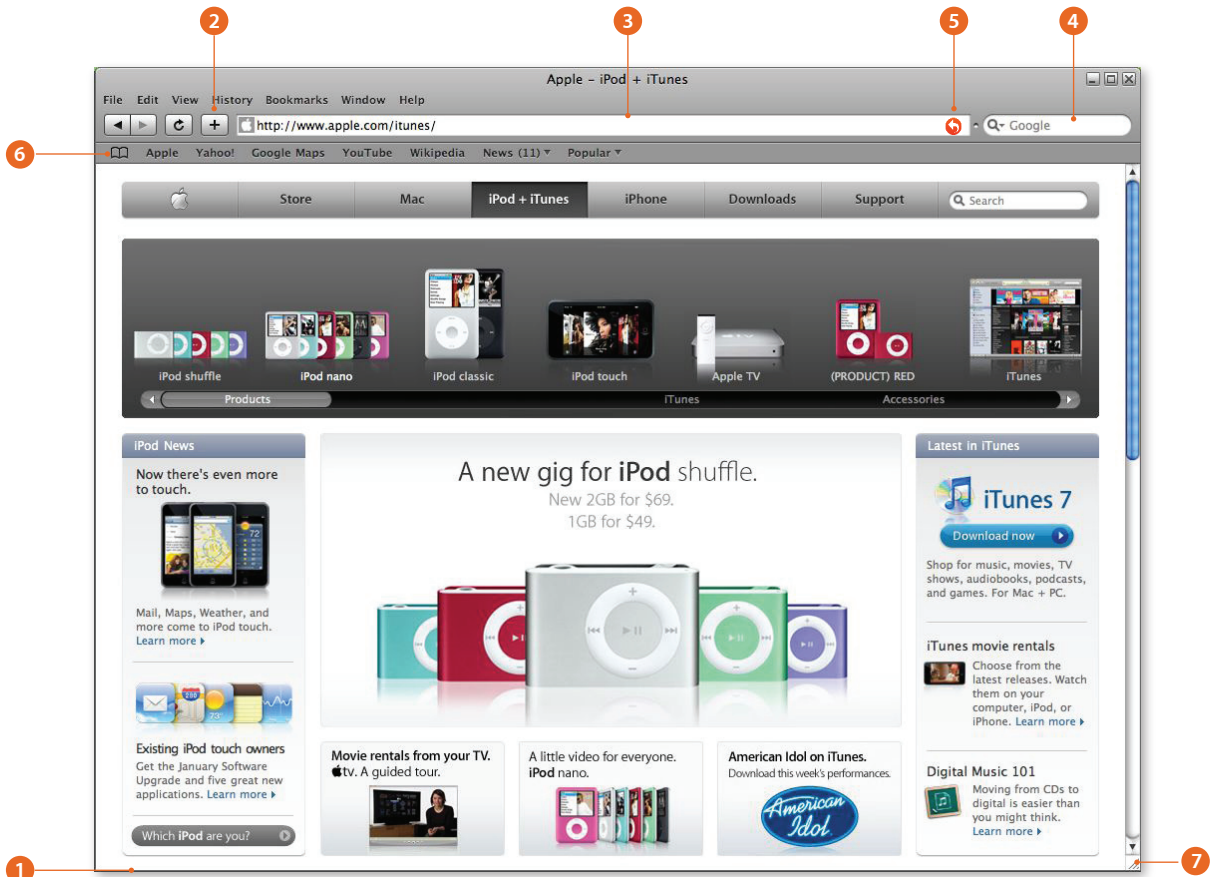 2
3
5
4
Apple – iPod + iTunes
File Edit View History Bookmarks Window Help
http://www.apple.com/itunes/
Google
6
Apple Yahoo! Google Maps YouTube Wikipedia News (11) Popular
Store Mac iPod + iTunes iPhone Downloads Support Search
iPod shuffle iPod nano iPod classic iPod touch Apple TV (PRODUCT) RED iTunes
Products iTunes Accessories
iPod News
Now there's even more
to touch.
Mail, Maps, Weather, and
more come to iPod touch.
Learn more
Existing iPod touch owners
Get the January Software
Upgrade and five great new
applications. Learn more
Which iPod are you?
A new gig for iPod shuffle.
New 2GB for $69.
1GB for $49.
Movie rentals from your TV.
tv. A guided tour.
A little video for everyone.
iPod nano.
American Idol on iTunes.
Download this week's performances.
American
Idol
Latest in iTunes
iTunes 7
Download now
Shop for music, movies, TV
shows, audiobooks, podcasts,
and games. For Mac + PC.
iTunes movie rentals
Choose from the
latest releases. Watch
them on your
computer, iPod, or
iPhone. Learn more
Digital Music 101
Moving from CDs to
digital is easier than
you might think.
Learn more
1
7